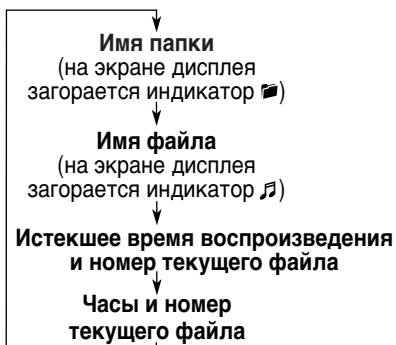 Имя папки
(на экране дисплея
загорается индикатор )
Имя файла
(на экране дисплея
загорается индикатор ♫)
Истекшее время воспроизведения
и номер текущего файла
Часы и номер
текущего файла